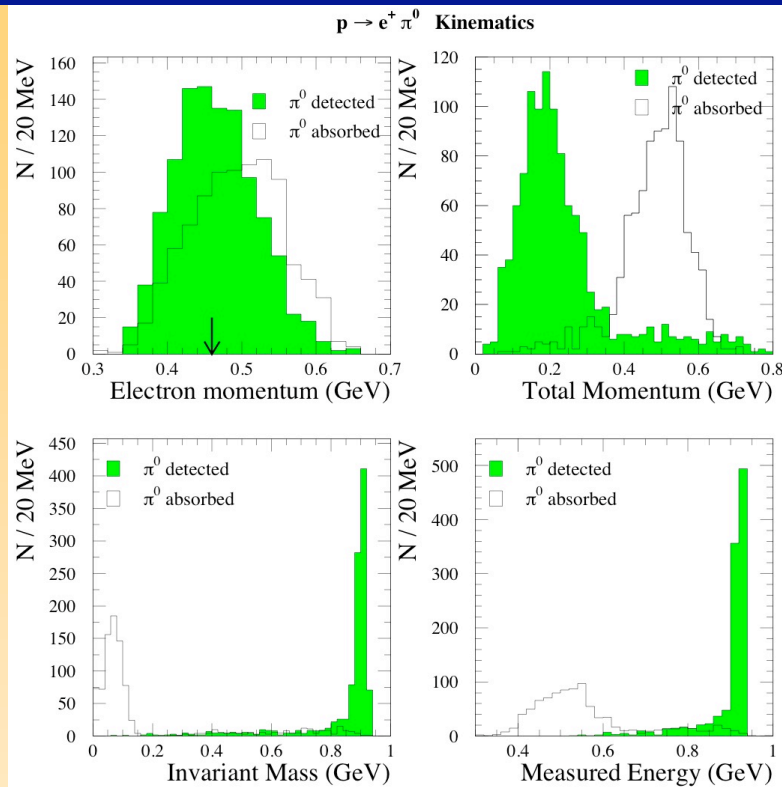 p → e⁺ π⁰ Kinematics
N / 20 MeV
160
140
120
100
80
60
40
20
0
π⁰ detected
π⁰ absorbed
0.3 0.4 0.5 0.6 0.7
Electron momentum (GeV)
N / 20 MeV
120
100
80
60
40
20
0
π⁰ detected
π⁰ absorbed
0 0.2 0.4 0.6 0.8
Total Momentum (GeV)
N / 20 MeV
450
400
350
300
250
200
150
100
50
0
π⁰ detected
π⁰ absorbed
0 0.2 0.4 0.6 0.8 1
Invariant Mass (GeV)
N / 20 MeV
500
400
300
200
100
0
π⁰ detected
π⁰ absorbed
0.4 0.6 0.8 1
Measured Energy (GeV)